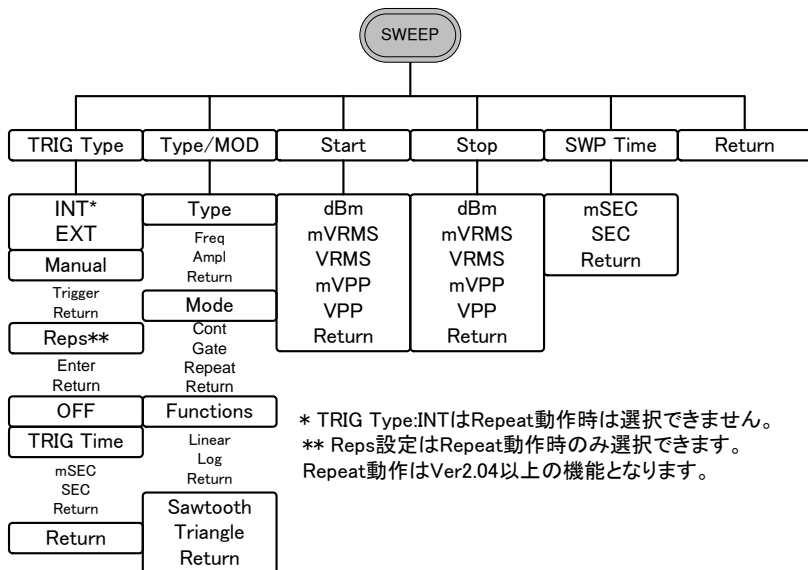 SWEEP
TRIG Type
Type/MOD
Start
Stop
SWP Time
Return
INT*
EXT
Manual
Trigger
Return
Reps**
Enter
Return
OFF
TRIG Time
mSEC
SEC
Return
Return
Type
Freq
Ampl
Return
Mode
Cont
Gate
Repeat
Return
Functions
Linear
Log
Return
Sawtooth
Triangle
Return
dBm
mVRMS
VRMS
mVPP
VPP
Return
dBm
mVRMS
VRMS
mVPP
VPP
Return
mSEC
SEC
Return
* TRIG Type:INTはRepeat動作時は選択できません。
** Reps設定はRepeat動作時のみ選択できます。
Repeat動作はVer2.04以上の機能となります。